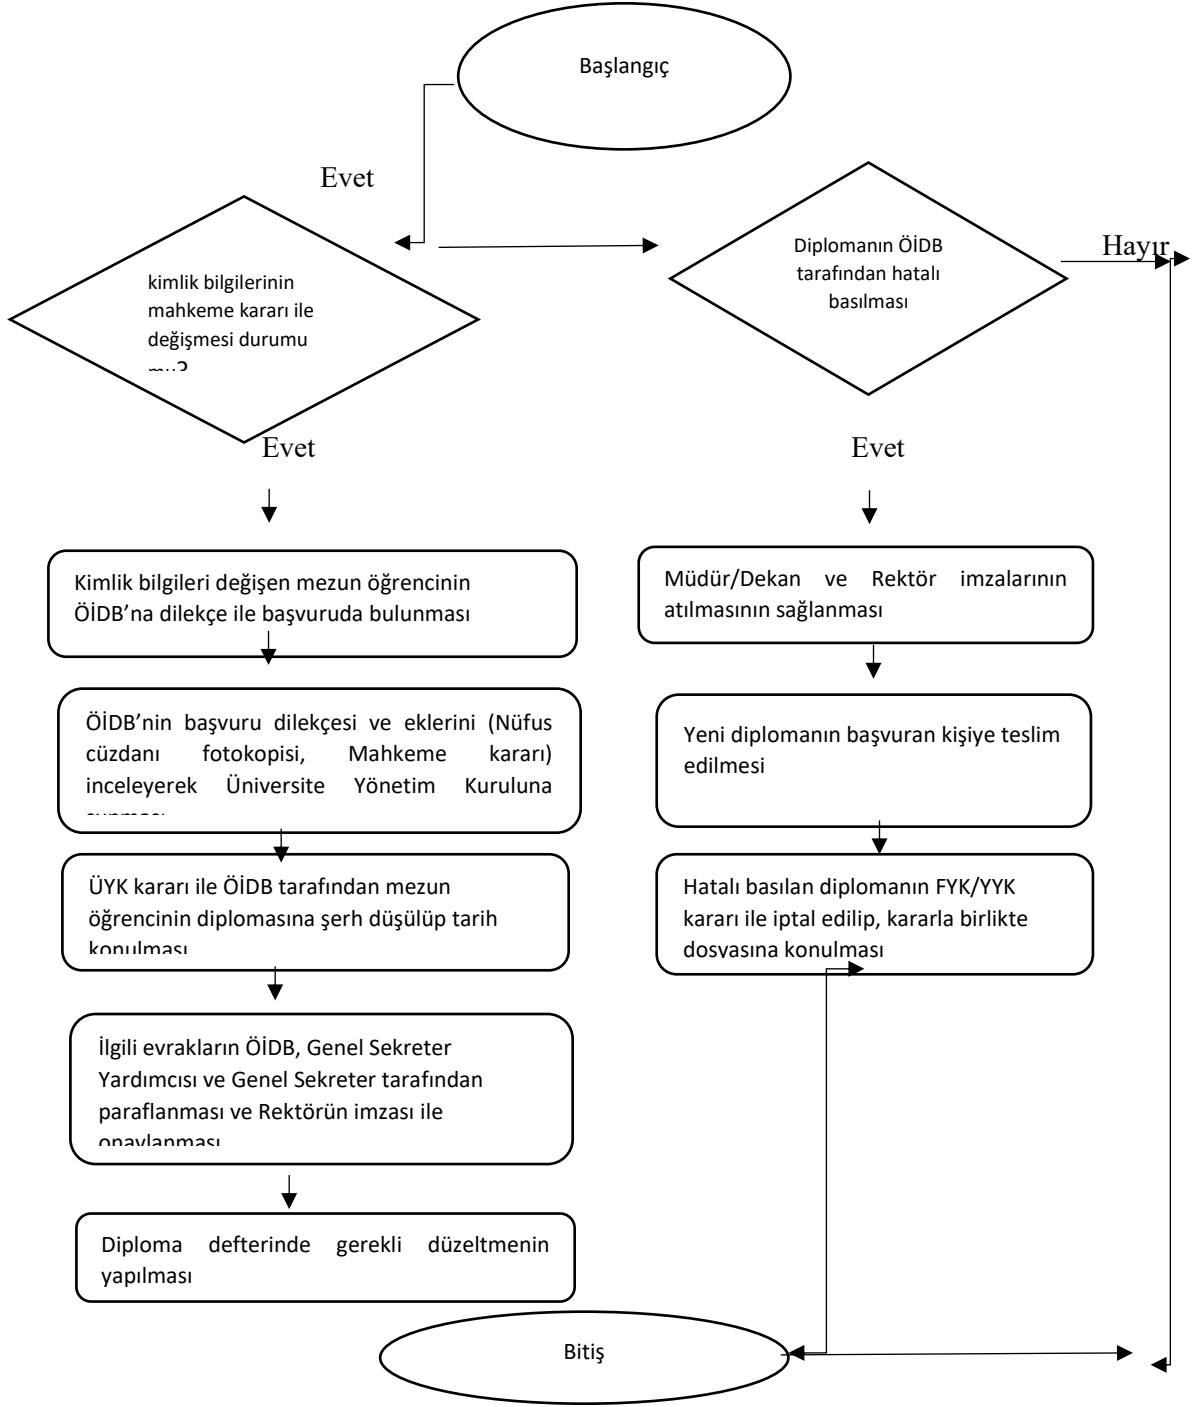 Başlangıç
Evet
kimlik bilgilerinin
mahkeme kararı ile
değişmesi durumu
Diplomanın ÖİDB
tarafından hatalı
basılması
Hayır
Evet
Evet
Kimlik bilgileri değişen mezun öğrencinin
ÖİDB’na dilekçe ile başvuruda bulunması
Müdür/Dekan ve Rektör imzalarının
atılmasının sağlanması
ÖİDB’nin başvuru dilekçesi ve eklerini (Nüfus
cüzdanı fotokopisi, Mahkeme kararı)
inceleyerek Üniversite Yönetim Kuruluna
Yeni diplomanın başvuran kişiye teslim
edilmesi
ÜYK kararı ile ÖİDB tarafından mezun
öğrencinin diplomasına şerh düşülüp tarih
konulması
Hatalı basılan diplomanın FYK/YYK
kararı ile iptal edilip, kararla birlikte
dosyasına konulması
İlgili evrakların ÖİDB, Genel Sekreter
Yardımcısı ve Genel Sekreter tarafından
paraflanması ve Rektörün imzası ile
onaylanması
Diploma defterinde gerekli düzeltmenin
yapılması
Bitiş